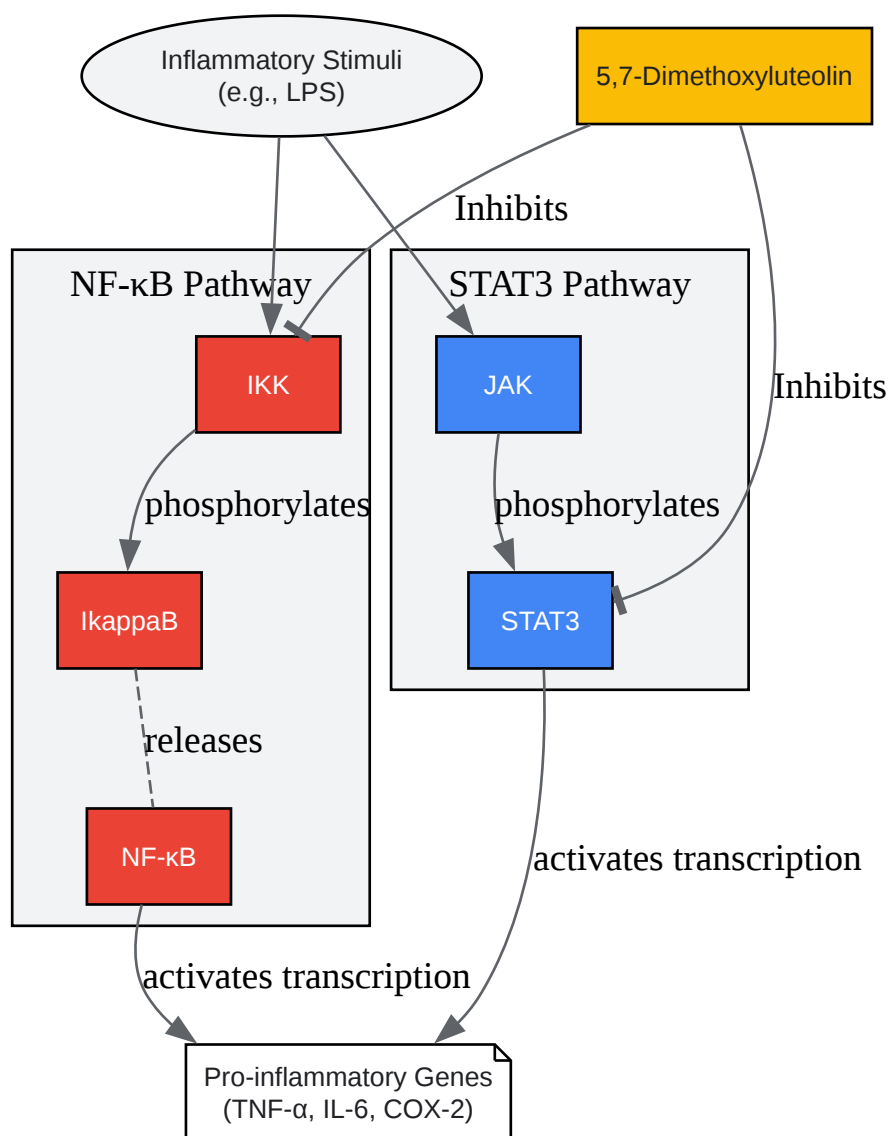 Inflammatory Stimuli
(e.g., LPS)
5,7-Dimethoxyluteolin
Inhibits
NF-κB Pathway
STAT3 Pathway
IKK
JAK
Inhibits
phosphorylates
phosphorylates
IkappaB
STAT3
releases
NF-κB
activates transcription
activates transcription
Pro-inflammatory Genes
(TNF-α, IL-6, COX-2)